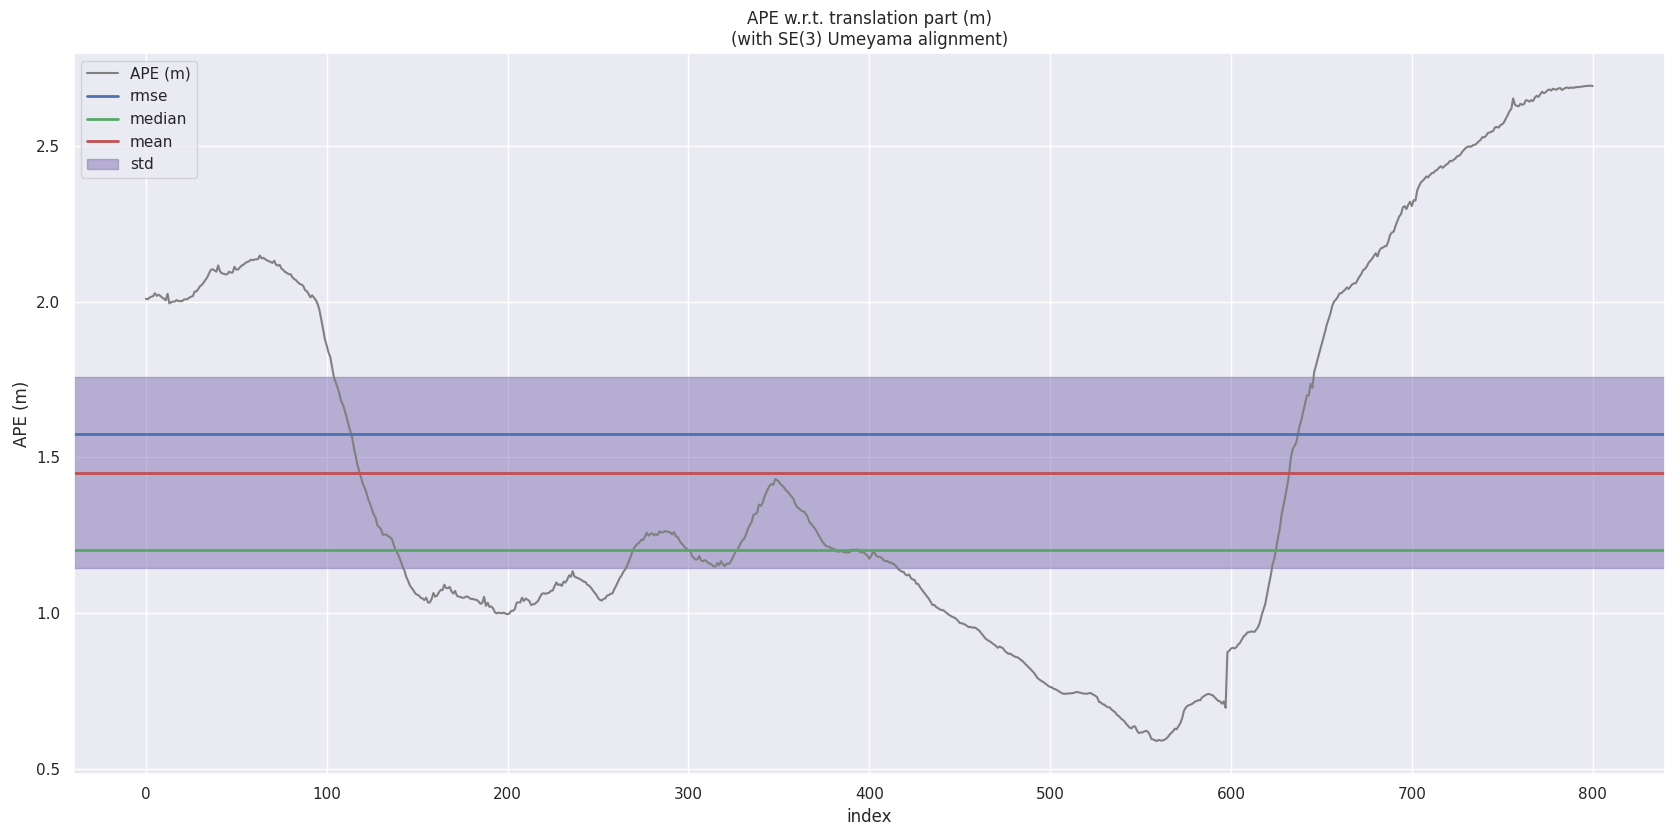 APE w.r.t. translation part (m)
(with SE(3) Umeyama alignment)
APE (m)
rmse
median
mean
std
2.5
2.0
1.5
1.0
0.5
APE (m)
0 100 200 300 400 500 600 700 800
index